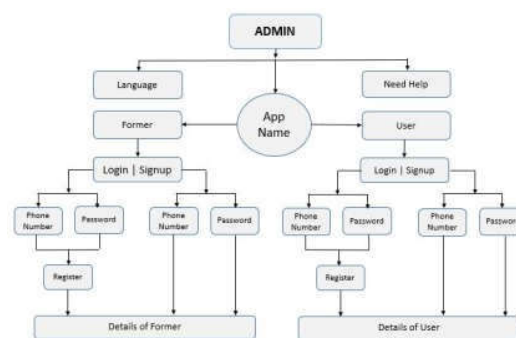 ADMIN
Language
Need Help
App
Name
Former
User
Login | Signup
Login | Signup
Phone
Number
Password
Phone
Number
Password
Phone
Number
Password
Phone
Number
Password
Register
Register
Details of Former
Details of User